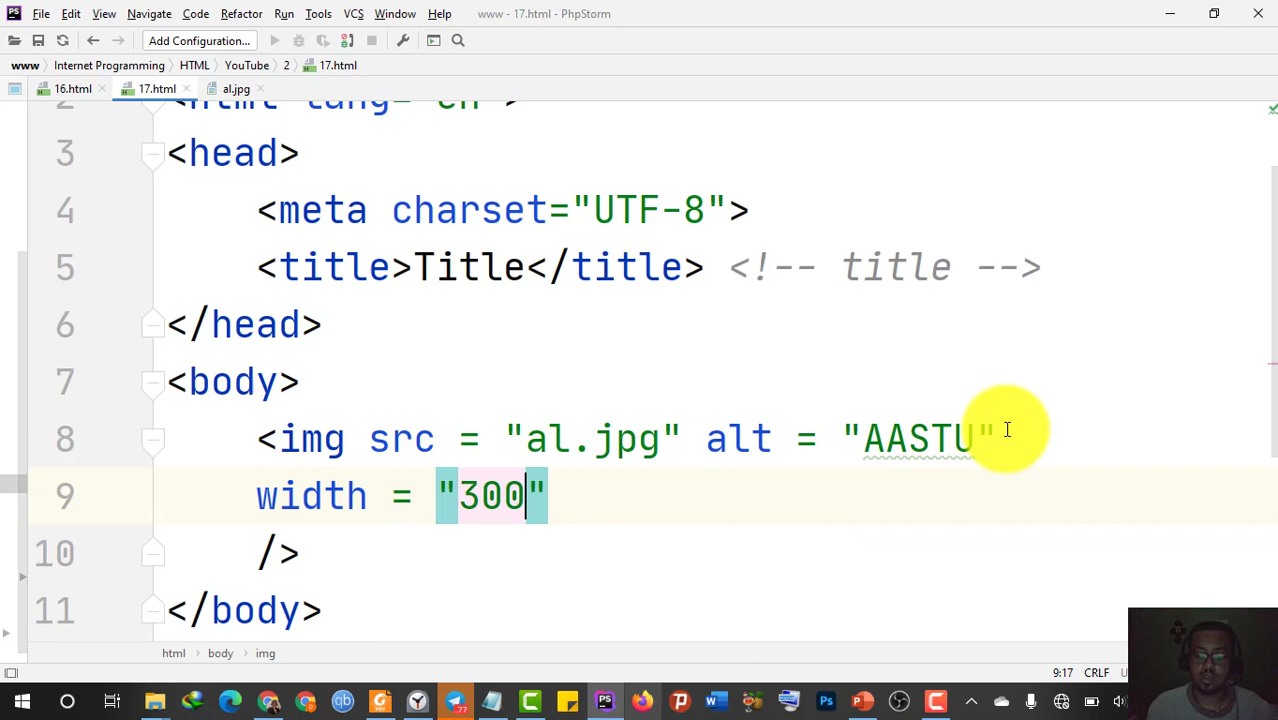 File Edit View Navigate Code Refactor Run Tools VCS Window Help www - 17.html - PhpStorm
Add Configuration...
www Internet Programming HTML YouTube 2 17.html
16.html 17.html al.jpg
3 <head>
4 <meta charset="UTF-8">
5 <title>Title</title> <!-- title -->
6 </head>
7 <body>
8 <img src = "al.jpg" alt = "AASTU"
9 width = "300"
10 />
11 </body>
html body img
9:17 CRLF